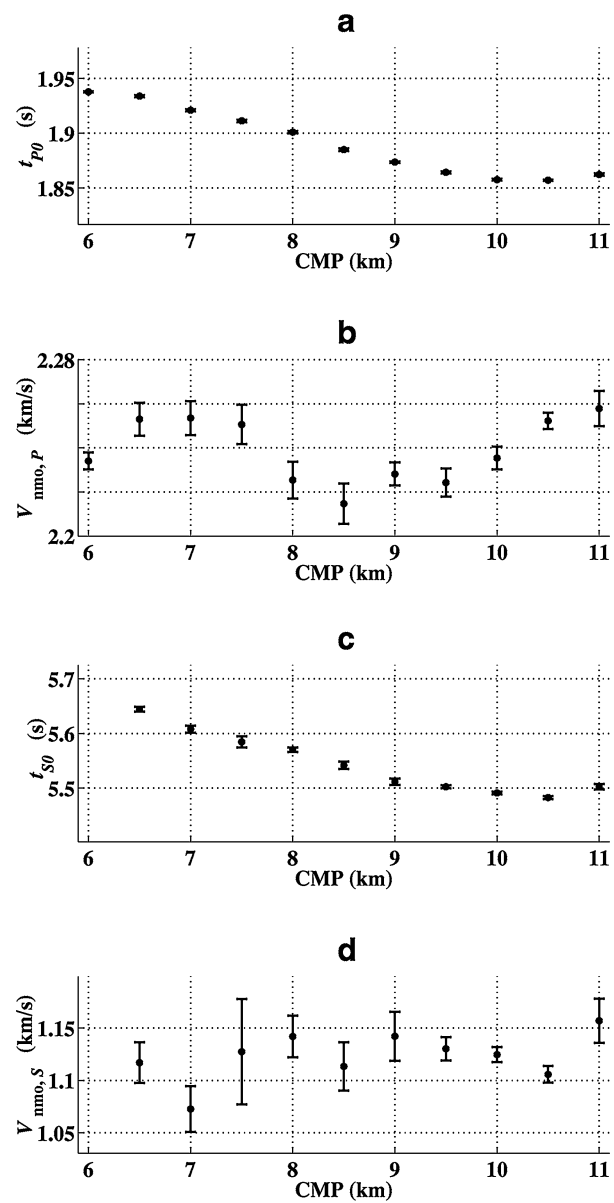 a
1.95
1.9
1.85
t_P0 (s)
6 7 8 9 10 11
CMP (km)
b
2.28
2.2
V_nmo,P (km/s)
6 7 8 9 10 11
CMP (km)
c
5.7
5.6
5.5
t_S0 (s)
6 7 8 9 10 11
CMP (km)
d
1.15
1.1
1.05
V_nmo,S (km/s)
6 7 8 9 10 11
CMP (km)